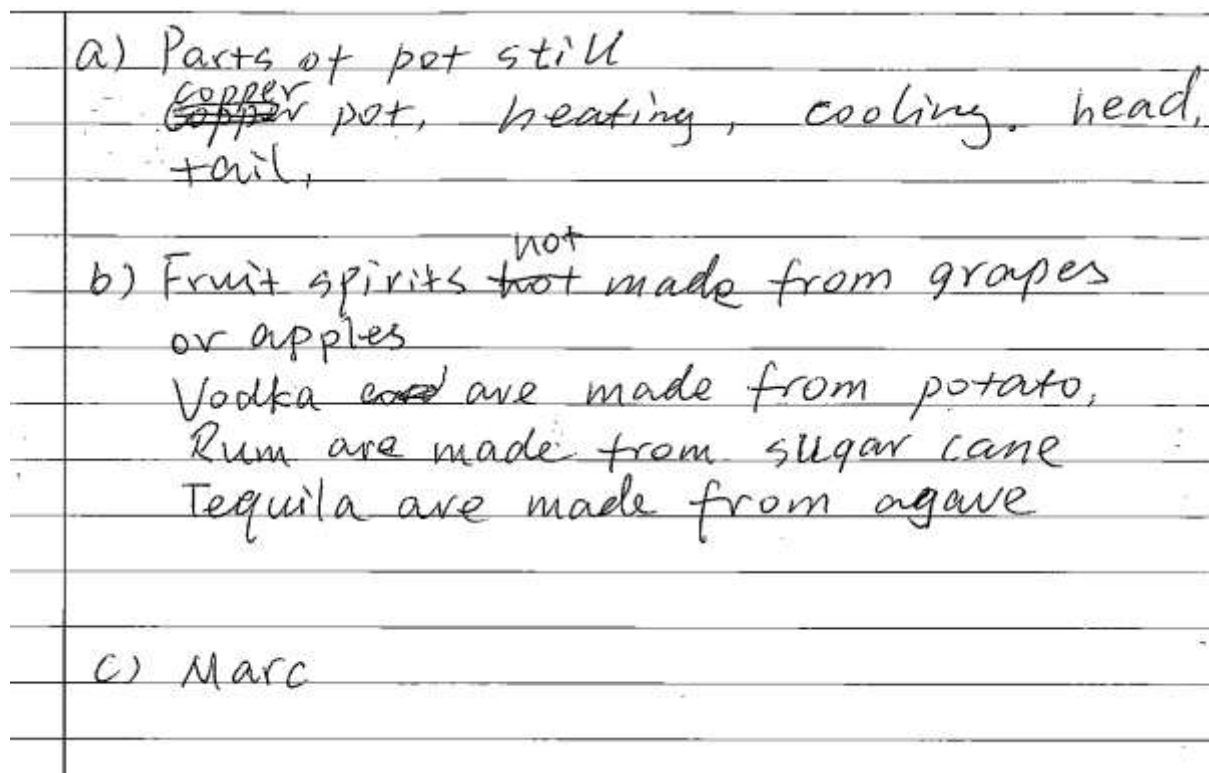 a) Parts of pot still
copper pot, heating, cooling, head,
tail,
b) Fruit spirits not made from grapes
or apples
Vodka are made from potato,
Rum are made from sugar cane
Tequila are made from agave
c) Marc